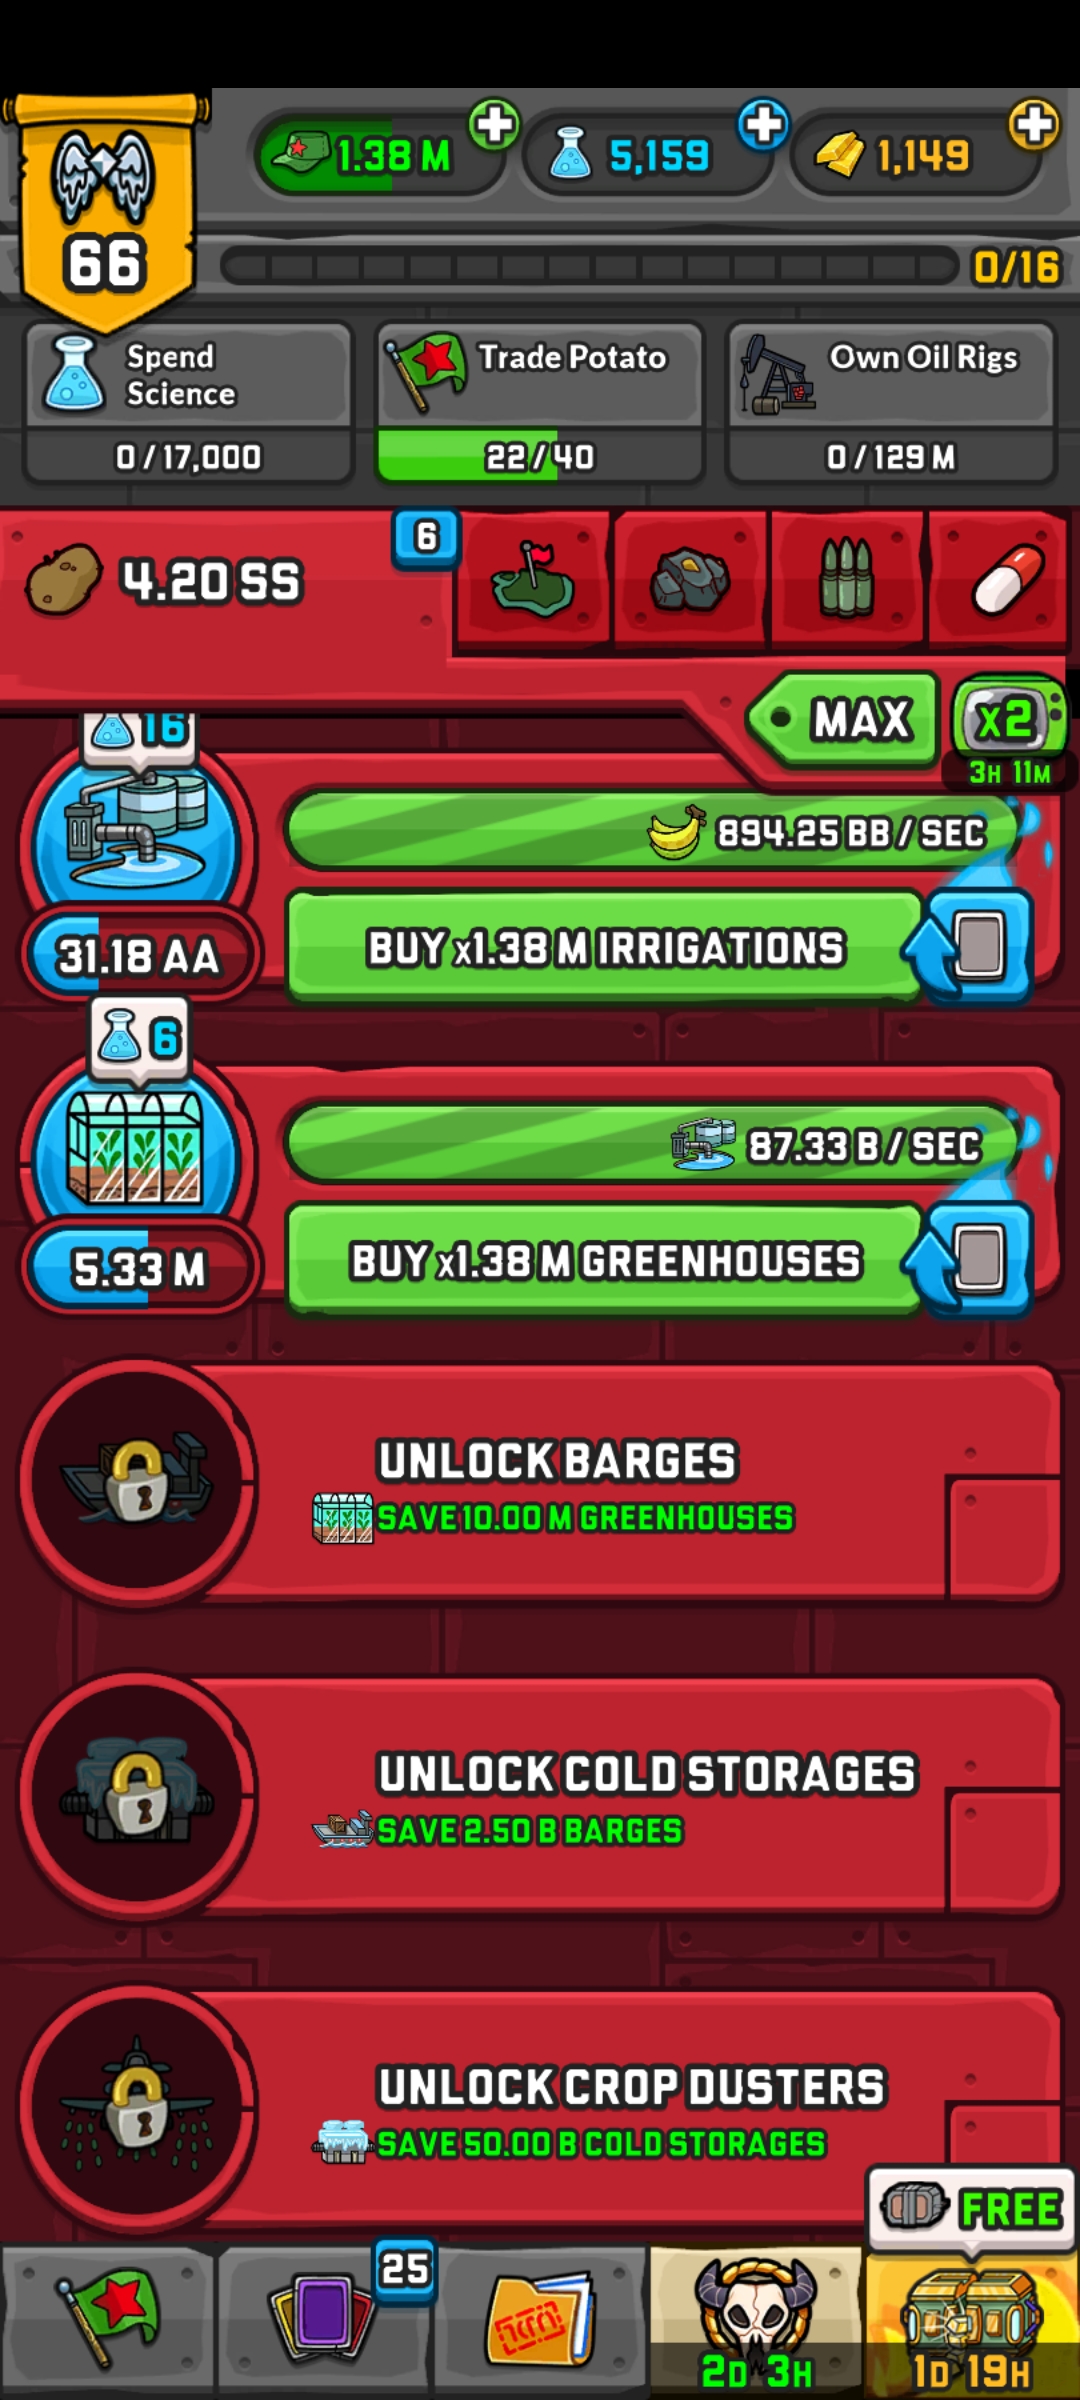 1.38 M
5,159
1,149
66
0/16
Spend
Science
0 / 17,000
Trade Potato
22 / 40
Own Oil Rigs
0 / 129 M
4.20 SS
6
MAX
x2
3H 11M
16
894.25 BB / SEC
31.18 AA
BUY x1.38 M IRRIGATIONS
6
87.33 B / SEC
5.33 M
BUY x1.38 M GREENHOUSES
UNLOCK BARGES
SAVE 10.00 M GREENHOUSES
UNLOCK COLD STORAGES
SAVE 2.50 B BARGES
UNLOCK CROP DUSTERS
SAVE 50.00 B COLD STORAGES
FREE
25
2D 3H
1D 19H